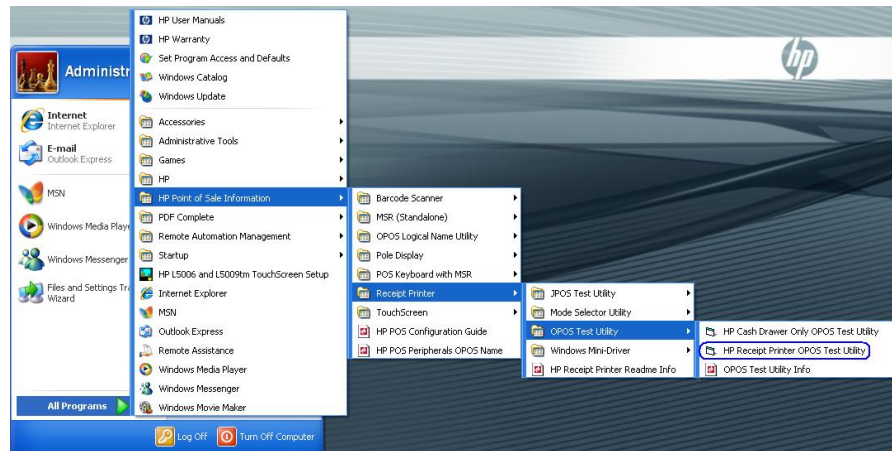 hp
Administr
Internet
Internet Explorer
E-mail
Outlook Express
MSN
Windows Media Playe
Windows Messenger
Files and Settings Tra
Wizard
All Programs
Log Off
Turn Off Computer
HP User Manuals
HP Warranty
Set Program Access and Defaults
Windows Catalog
Windows Update
Accessories
Administrative Tools
Games
HP
HP Point of Sale Information
PDF Complete
Remote Automation Management
Startup
HP L5006 and L5009tm TouchScreen Setup
Internet Explorer
MSN
Outlook Express
Remote Assistance
Windows Media Player
Windows Messenger
Windows Movie Maker
Barcode Scanner
MSR (Standalone)
OPOS Logical Name Utility
Pole Display
POS Keyboard with MSR
Receipt Printer
TouchScreen
HP POS Configuration Guide
HP POS Peripherals OPOS Name
JPOS Test Utility
Mode Selector Utility
OPOS Test Utility
Windows Mini-Driver
HP Receipt Printer Readme Info
HP Cash Drawer Only OPOS Test Utility
HP Receipt Printer OPOS Test Utility
OPOS Test Utility Info